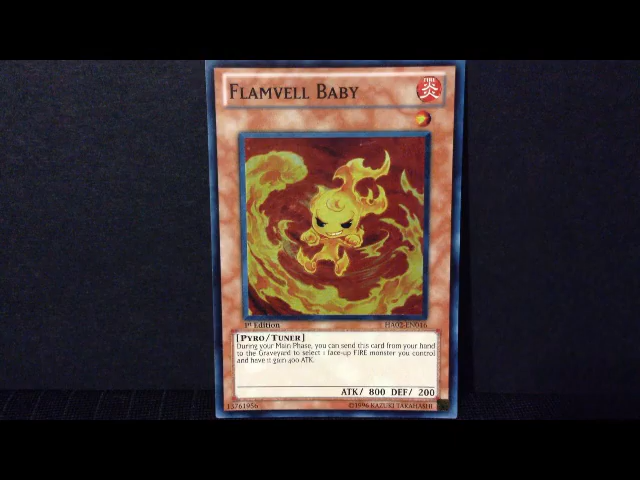 FLAMVELL BABY
FIRE
炎
1st Edition
HA02-EN016
[PYRO/TUNER]
During your Main Phase, you can send this card from your hand
to the Graveyard to select 1 face-up FIRE monster you control
and have it gain 400 ATK.
ATK/ 800 DEF/ 200
13761956
©1996 KAZUKI TAKAHASHI